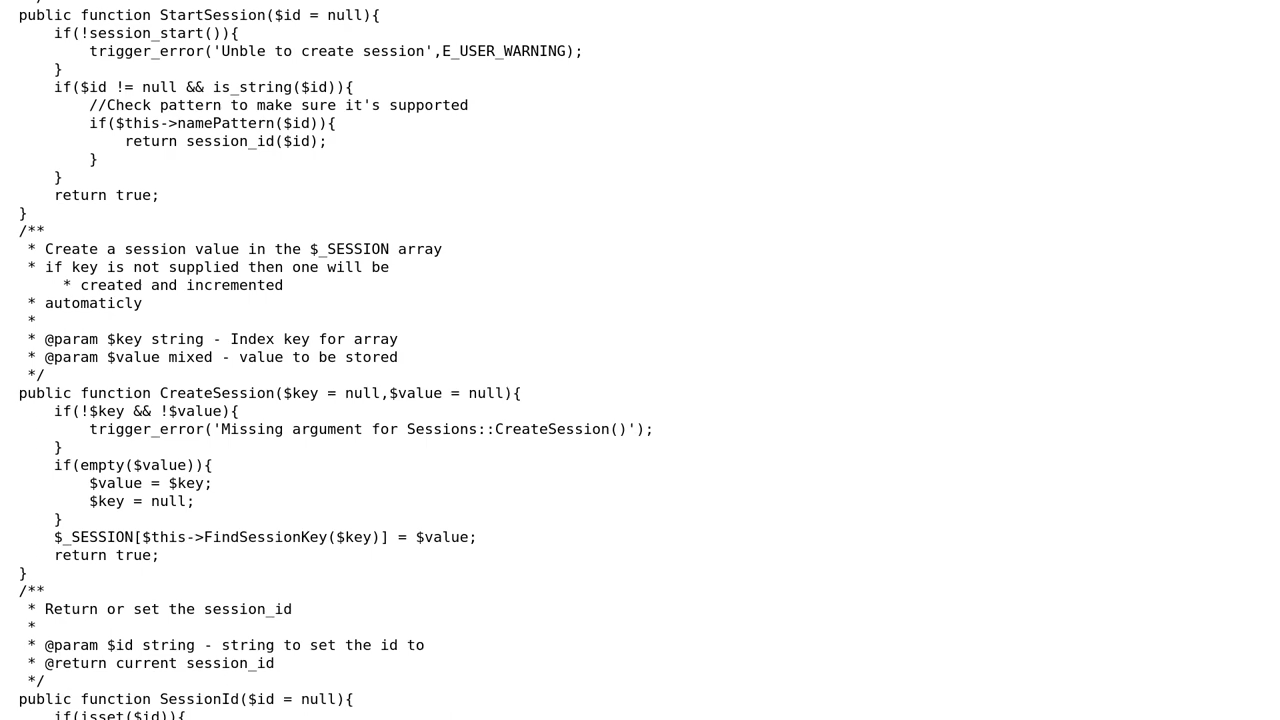 public function StartSession($id = null){
    if(!session_start()){
        trigger_error('Unble to create session',E_USER_WARNING);
    }
    if($id != null && is_string($id)){
        //Check pattern to make sure it's supported
        if($this->namePattern($id)){
            return session_id($id);
        }
    }
    return true;
}
/**
 * Create a session value in the $_SESSION array
 * if key is not supplied then one will be
     * created and incremented
 * automaticly
 *
 * @param $key string - Index key for array
 * @param $value mixed - value to be stored
 */
public function CreateSession($key = null,$value = null){
    if(!$key && !$value){
        trigger_error('Missing argument for Sessions::CreateSession()');
    }
    if(empty($value)){
        $value = $key;
        $key = null;
    }
    $_SESSION[$this->FindSessionKey($key)] = $value;
    return true;
}
/**
 * Return or set the session_id
 *
 * @param $id string - string to set the id to
 * @return current session_id
 */
public function SessionId($id = null){
    if(isset($id)){